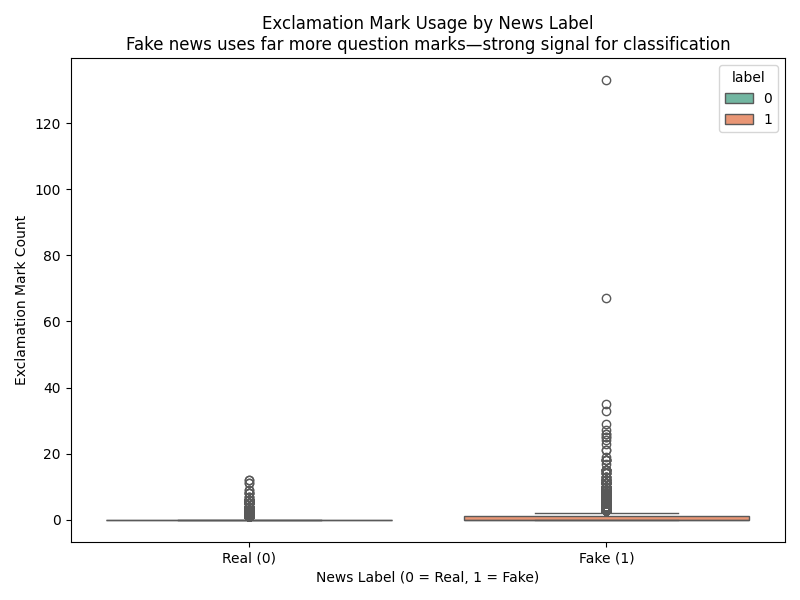 Exclamation Mark Usage by News Label
Fake news uses far more question marks—strong signal for classification
label
0
1
120
100
80
60
40
20
0
Exclamation Mark Count
Real (0)
Fake (1)
News Label (0 = Real, 1 = Fake)